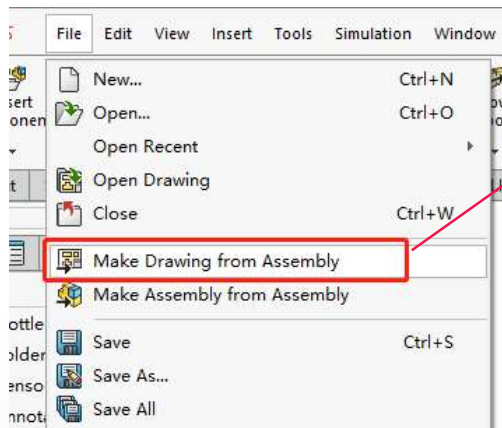 File Edit View Insert Tools Simulation Window
New... Ctrl+N
Open... Ctrl+O
Open Recent
Open Drawing
Close Ctrl+W
Make Drawing from Assembly
Make Assembly from Assembly
Save Ctrl+S
Save As...
Save All